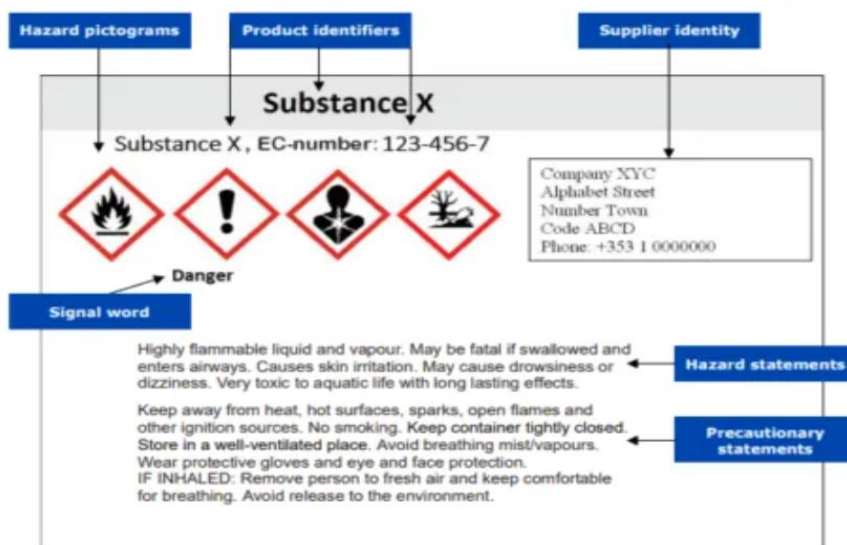 Hazard pictograms
Product identifiers
Supplier identity
Substance X
Substance X , EC-number: 123-456-7
Company XYC
Alphabet Street
Number Town
Code ABCD
Phone: +353 1 0000000
Danger
Signal word
Highly flammable liquid and vapour. May be fatal if swallowed and
enters airways. Causes skin irritation. May cause drowsiness or
dizziness. Very toxic to aquatic life with long lasting effects.
Hazard statements
Keep away from heat, hot surfaces, sparks, open flames and
other ignition sources. No smoking. Keep container tightly closed.
Store in a well-ventilated place. Avoid breathing mist/vapours.
Wear protective gloves and eye and face protection.
IF INHALED: Remove person to fresh air and keep comfortable
for breathing. Avoid release to the environment.
Precautionary
statements